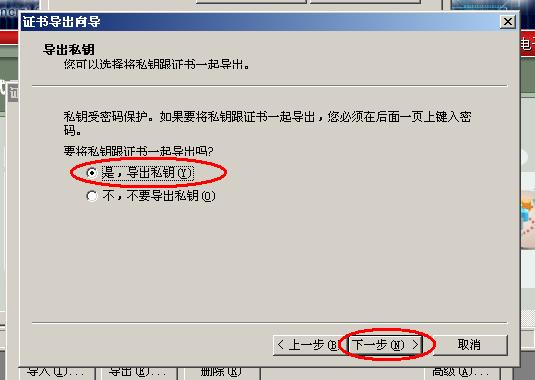 证书导出向导
导出私钥
您可以选择将私钥跟证书一起导出。
私钥受密码保护。如果要将私钥跟证书一起导出，您必须在后面一页上键入密
码。
要将私钥跟证书一起导出吗?
是，导出私钥(Y)
不，不要导出私钥(O)
< 上一步(B
下一步(N) >
取消
导入(I)...
导出(E)...
删除(R)
高级(A)...